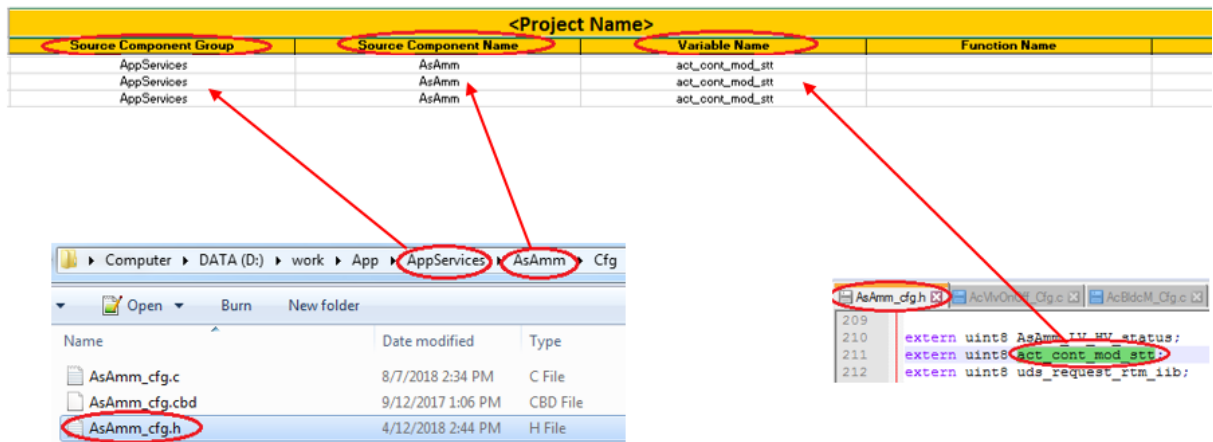 <Project Name>
Source Component Group Source Component Name Variable Name Function Name
AppServices AsAmm act_cont_mod_stt
AppServices AsAmm act_cont_mod_stt
AppServices AsAmm act_cont_mod_stt
Computer DATA (D:) work App AppServices AsAmm Cfg
Open Burn New folder
Name Date modified Type
AsAmm_cfg.c 8/7/2018 2:34 PM C File
AsAmm_cfg.cbd 9/12/2017 1:06 PM CBD File
AsAmm_cfg.h 4/12/2018 2:44 PM H File
AsAmm_cfg.h AcVlvOnOff_Cfg.c AcBldcM_Cfg.c
209
210 extern uint8 AsAmm_LV_HV_status;
211 extern uint8 act_cont_mod_stt;
212 extern uint8 uds_request_rtm_iib;